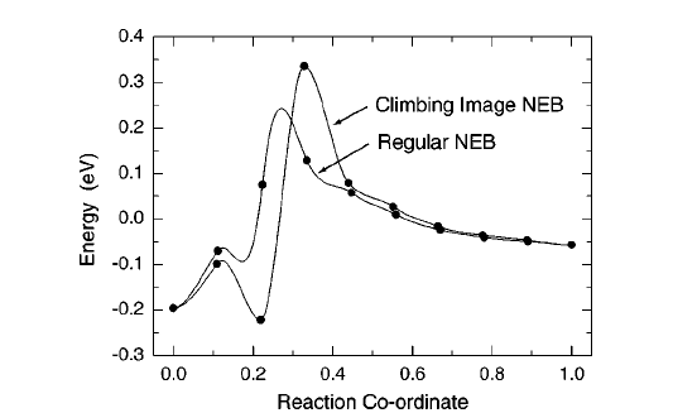 0.4
0.3
Climbing Image NEB
0.2
Regular NEB
0.1
0.0
-0.1
-0.2
-0.3
Energy (eV)
0.0 0.2 0.4 0.6 0.8 1.0
Reaction Co-ordinate